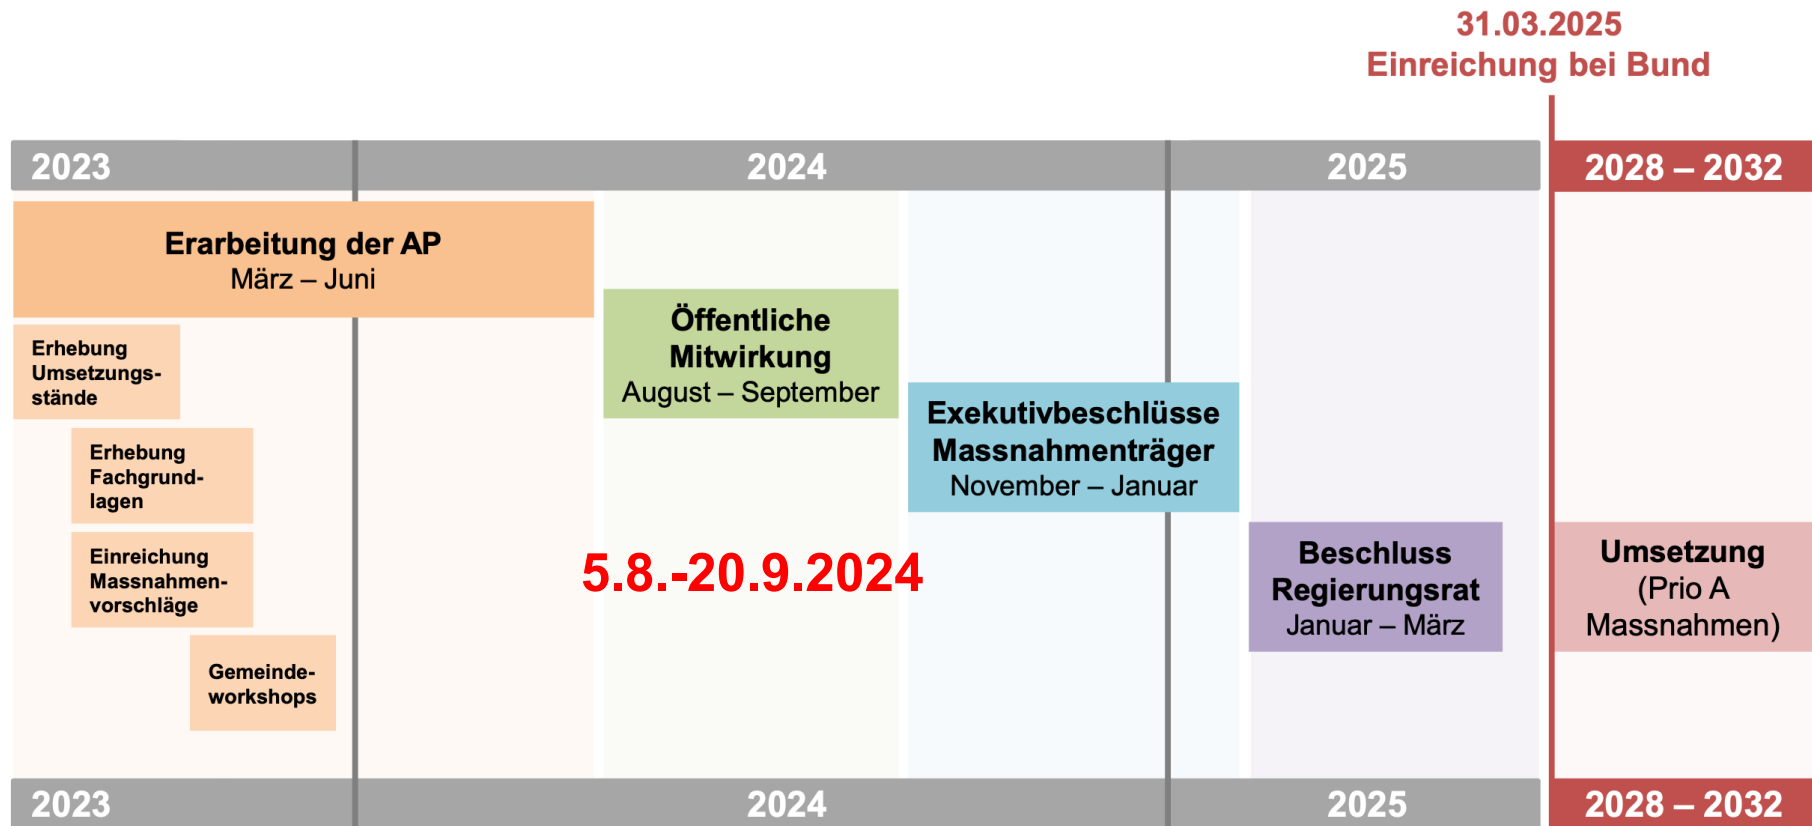 31.03.2025
Einreichung bei Bund
2023
2024
2025
2028 – 2032
Erarbeitung der AP
März – Juni
Erhebung
Umsetzungs-
stände
Erhebung
Fachgrund-
lagen
Einreichung
Massnahmen-
vorschläge
Gemeinde-
workshops
Öffentliche
Mitwirkung
August – September
5.8.-20.9.2024
Exekutivbeschlüsse
Massnahmenträger
November – Januar
Beschluss
Regierungsrat
Januar – März
Umsetzung
(Prio A
Massnahmen)
2023
2024
2025
2028 – 2032